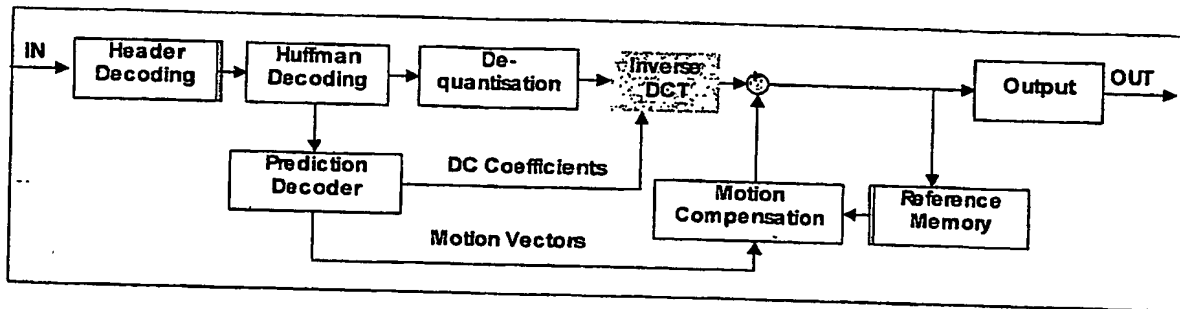 IN
Header
Decoding
Huffman
Decoding
De-
quantisation
Inverse
DCT
+
Output
OUT
Prediction
Decoder
DC Coefficients
Motion
Compensation
Reference
Memory
Motion Vectors